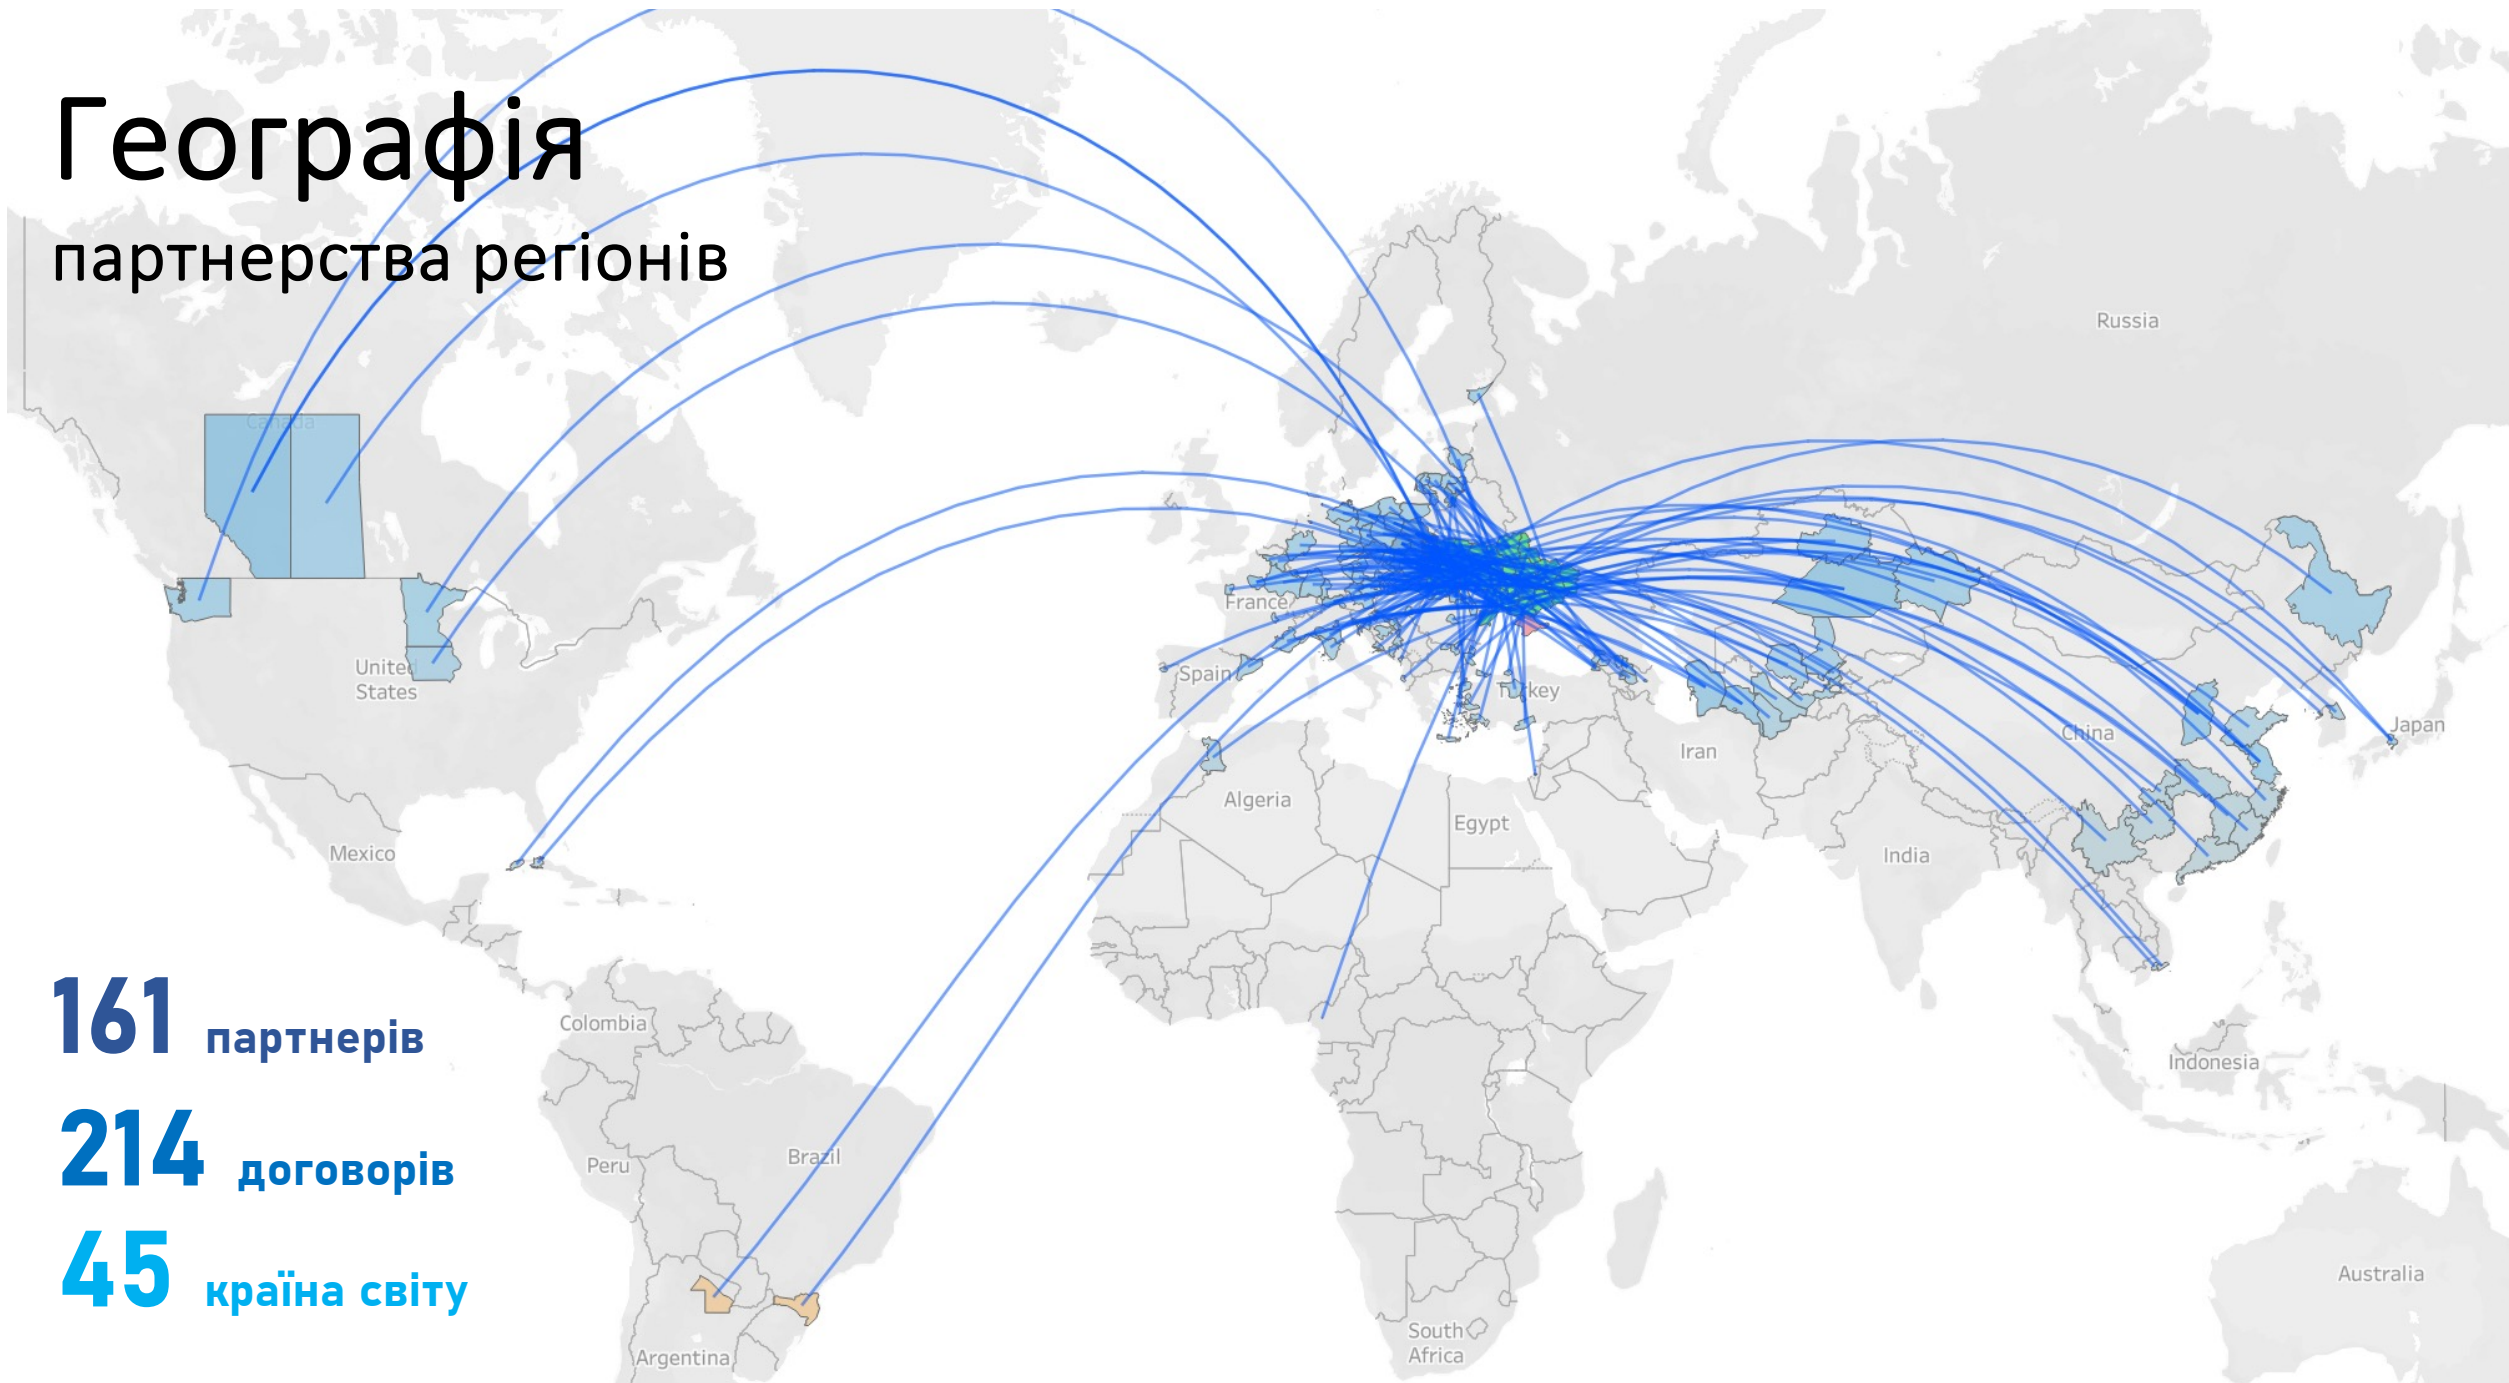 Географія
партнерства регіонів
Russia
Canada
France
United
States
Spain
Turkey
Japan
China
Iran
Algeria
Egypt
Mexico
India
161 партнерів
Colombia
Indonesia
214 договорів
Peru
Brazil
45 країна світу
Australia
South
Africa
Argentina